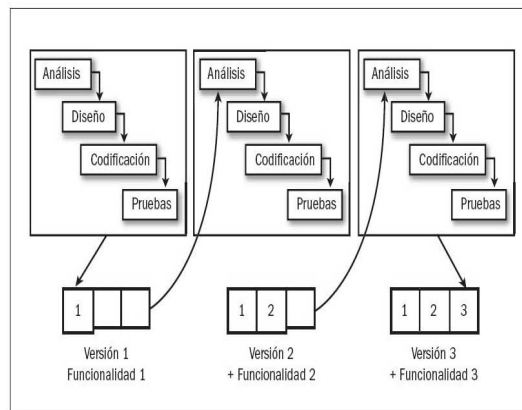 Análisis
Diseño
Codificación
Pruebas
Análisis
Diseño
Codificación
Pruebas
Análisis
Diseño
Codificación
Pruebas
1
Versión 1
Funcionalidad 1
1 2
Versión 2
+ Funcionalidad 2
1 2 3
Versión 3
+ Funcionalidad 3